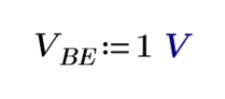 V_BE := 1 V